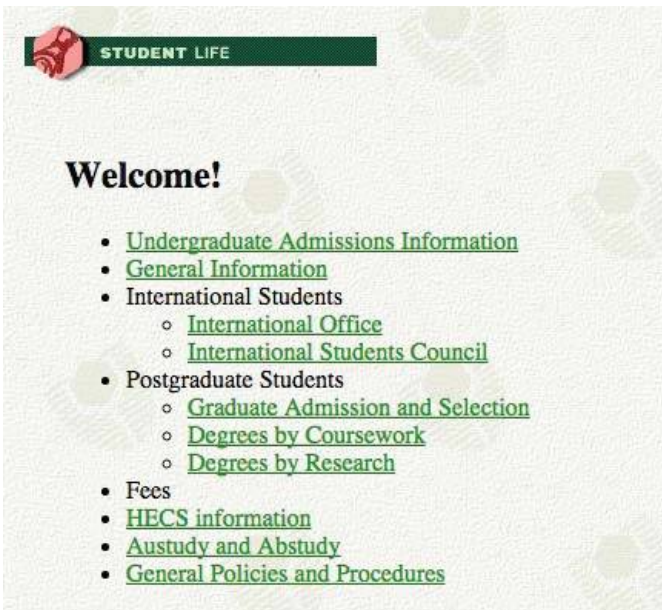 STUDENT LIFE
Welcome!
Undergraduate Admissions Information
General Information
International Students
International Office
International Students Council
Postgraduate Students
Graduate Admission and Selection
Degrees by Coursework
Degrees by Research
Fees
HECS information
Austudy and Abstudy
General Policies and Procedures